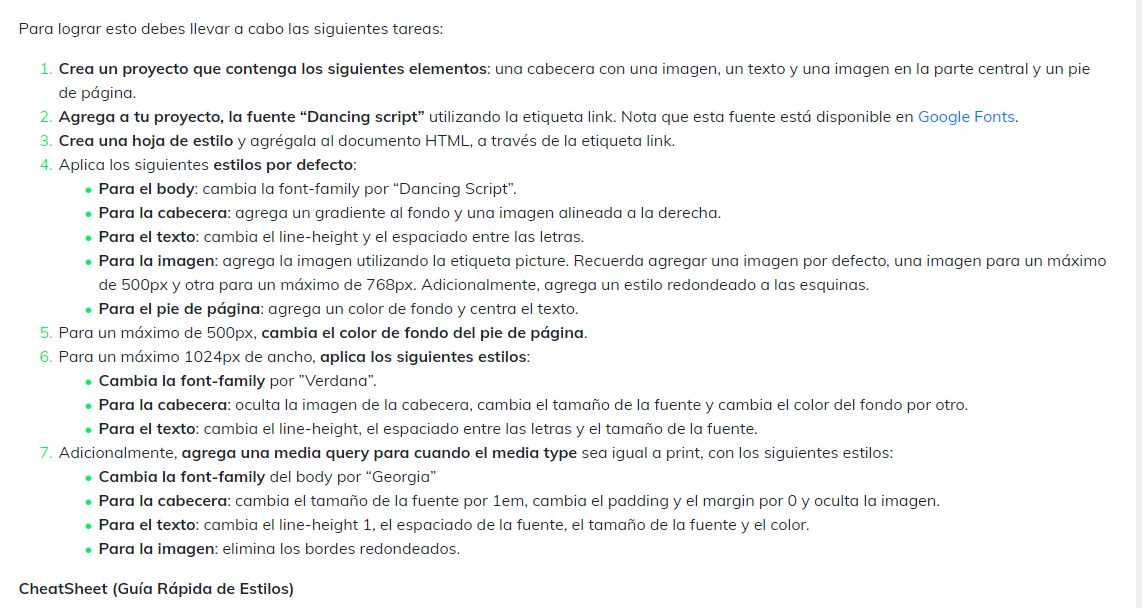 Para lograr esto debes llevar a cabo las siguientes tareas:
1. Crea un proyecto que contenga los siguientes elementos: una cabecera con una imagen, un texto y una imagen en la parte central y un pie
de página.
2. Agrega a tu proyecto, la fuente “Dancing script” utilizando la etiqueta link. Nota que esta fuente está disponible en Google Fonts.
3. Crea una hoja de estilo y agrégala al documento HTML, a través de la etiqueta link.
4. Aplica los siguientes estilos por defecto:
• Para el body: cambia la font-family por “Dancing Script”.
• Para la cabecera: agrega un gradiente al fondo y una imagen alineada a la derecha.
• Para el texto: cambia el line-height y el espaciado entre las letras.
• Para la imagen: agrega la imagen utilizando la etiqueta picture. Recuerda agregar una imagen por defecto, una imagen para un máximo
de 500px y otra para un máximo de 768px. Adicionalmente, agrega un estilo redondeado a las esquinas.
• Para el pie de página: agrega un color de fondo y centra el texto.
5. Para un máximo de 500px, cambia el color de fondo del pie de página.
6. Para un máximo 1024px de ancho, aplica los siguientes estilos:
• Cambia la font-family por ”Verdana”.
• Para la cabecera: oculta la imagen de la cabecera, cambia el tamaño de la fuente y cambia el color del fondo por otro.
• Para el texto: cambia el line-height, el espaciado entre las letras y el tamaño de la fuente.
7. Adicionalmente, agrega una media query para cuando el media type sea igual a print, con los siguientes estilos:
• Cambia la font-family del body por “Georgia”
• Para la cabecera: cambia el tamaño de la fuente por 1em, cambia el padding y el margin por 0 y oculta la imagen.
• Para el texto: cambia el line-height 1, el espaciado de la fuente, el tamaño de la fuente y el color.
• Para la imagen: elimina los bordes redondeados.
CheatSheet (Guía Rápida de Estilos)